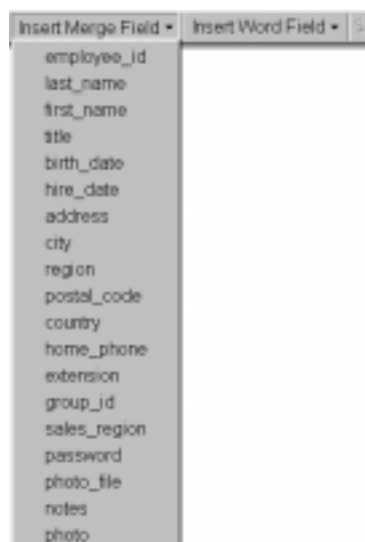 Insert Merge Field Insert Word Field
employee_id
last_name
first_name
title
birth_date
hire_date
address
city
region
postal_code
country
home_phone
extension
group_id
sales_region
password
photo_file
notes
photo